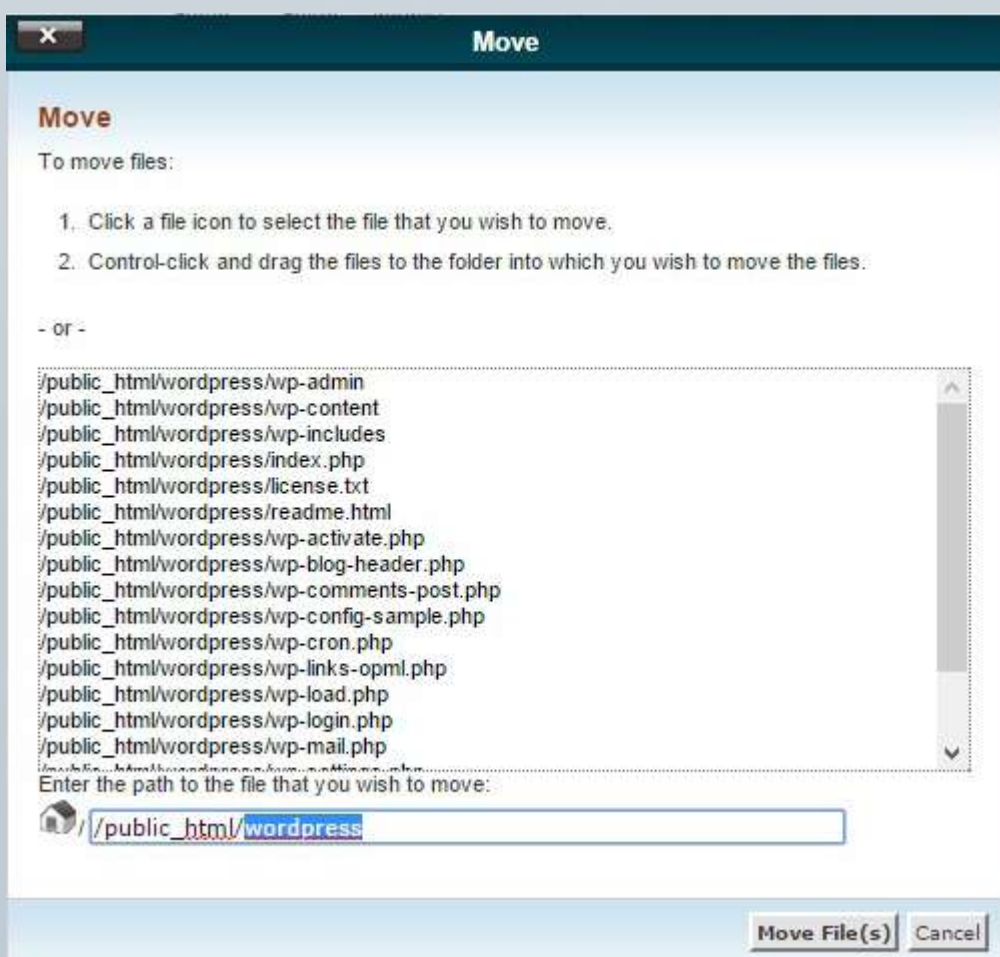 Move
Move
To move files:
1. Click a file icon to select the file that you wish to move.
2. Control-click and drag the files to the folder into which you wish to move the files.
- or -
/public_html/wordpress/wp-admin
/public_html/wordpress/wp-content
/public_html/wordpress/wp-includes
/public_html/wordpress/index.php
/public_html/wordpress/license.txt
/public_html/wordpress/readme.html
/public_html/wordpress/wp-activate.php
/public_html/wordpress/wp-blog-header.php
/public_html/wordpress/wp-comments-post.php
/public_html/wordpress/wp-config-sample.php
/public_html/wordpress/wp-cron.php
/public_html/wordpress/wp-links-opml.php
/public_html/wordpress/wp-load.php
/public_html/wordpress/wp-login.php
/public_html/wordpress/wp-mail.php
/public_html/wordpress/wp-settings.php
Enter the path to the file that you wish to move:
/ /public_html/wordpress
Move File(s) Cancel